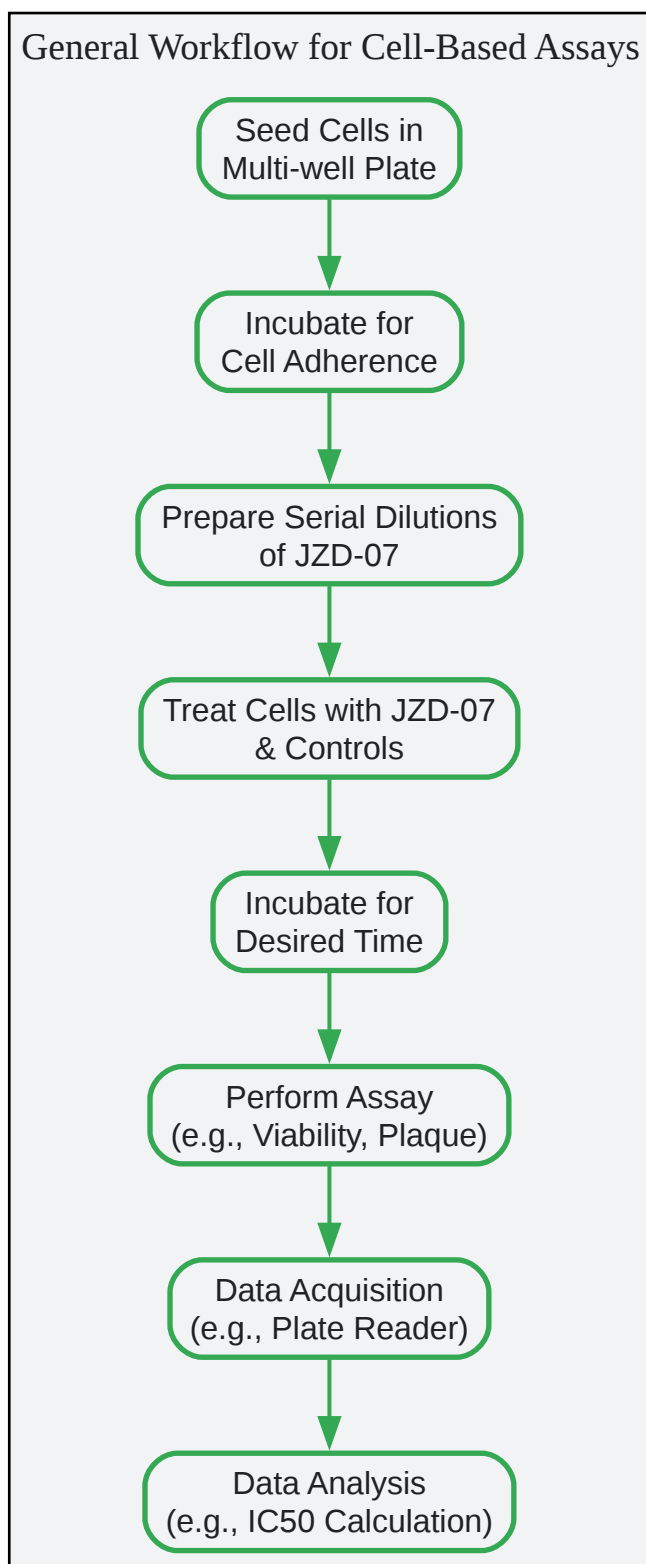 General Workflow for Cell-Based Assays
Seed Cells in
Multi-well Plate
Incubate for
Cell Adherence
Prepare Serial Dilutions
of JZD-07
Treat Cells with JZD-07
& Controls
Incubate for
Desired Time
Perform Assay
(e.g., Viability, Plaque)
Data Acquisition
(e.g., Plate Reader)
Data Analysis
(e.g., IC50 Calculation)